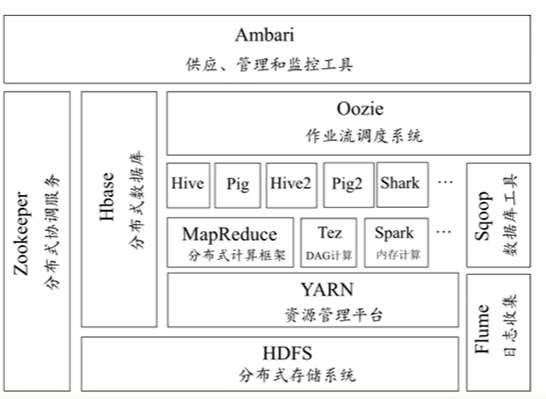 Ambari
供应、管理和监控工具
Zookeeper
分布式协调服务
Hbase
分布式数据库
Oozie
作业流调度系统
Hive
Pig
Hive2
Pig2
Shark
…
Sqoop
数据库工具
MapReduce
分布式计算框架
Tez
DAG计算
Spark
内存计算
…
YARN
资源管理平台
Flume
日志收集
HDFS
分布式存储系统